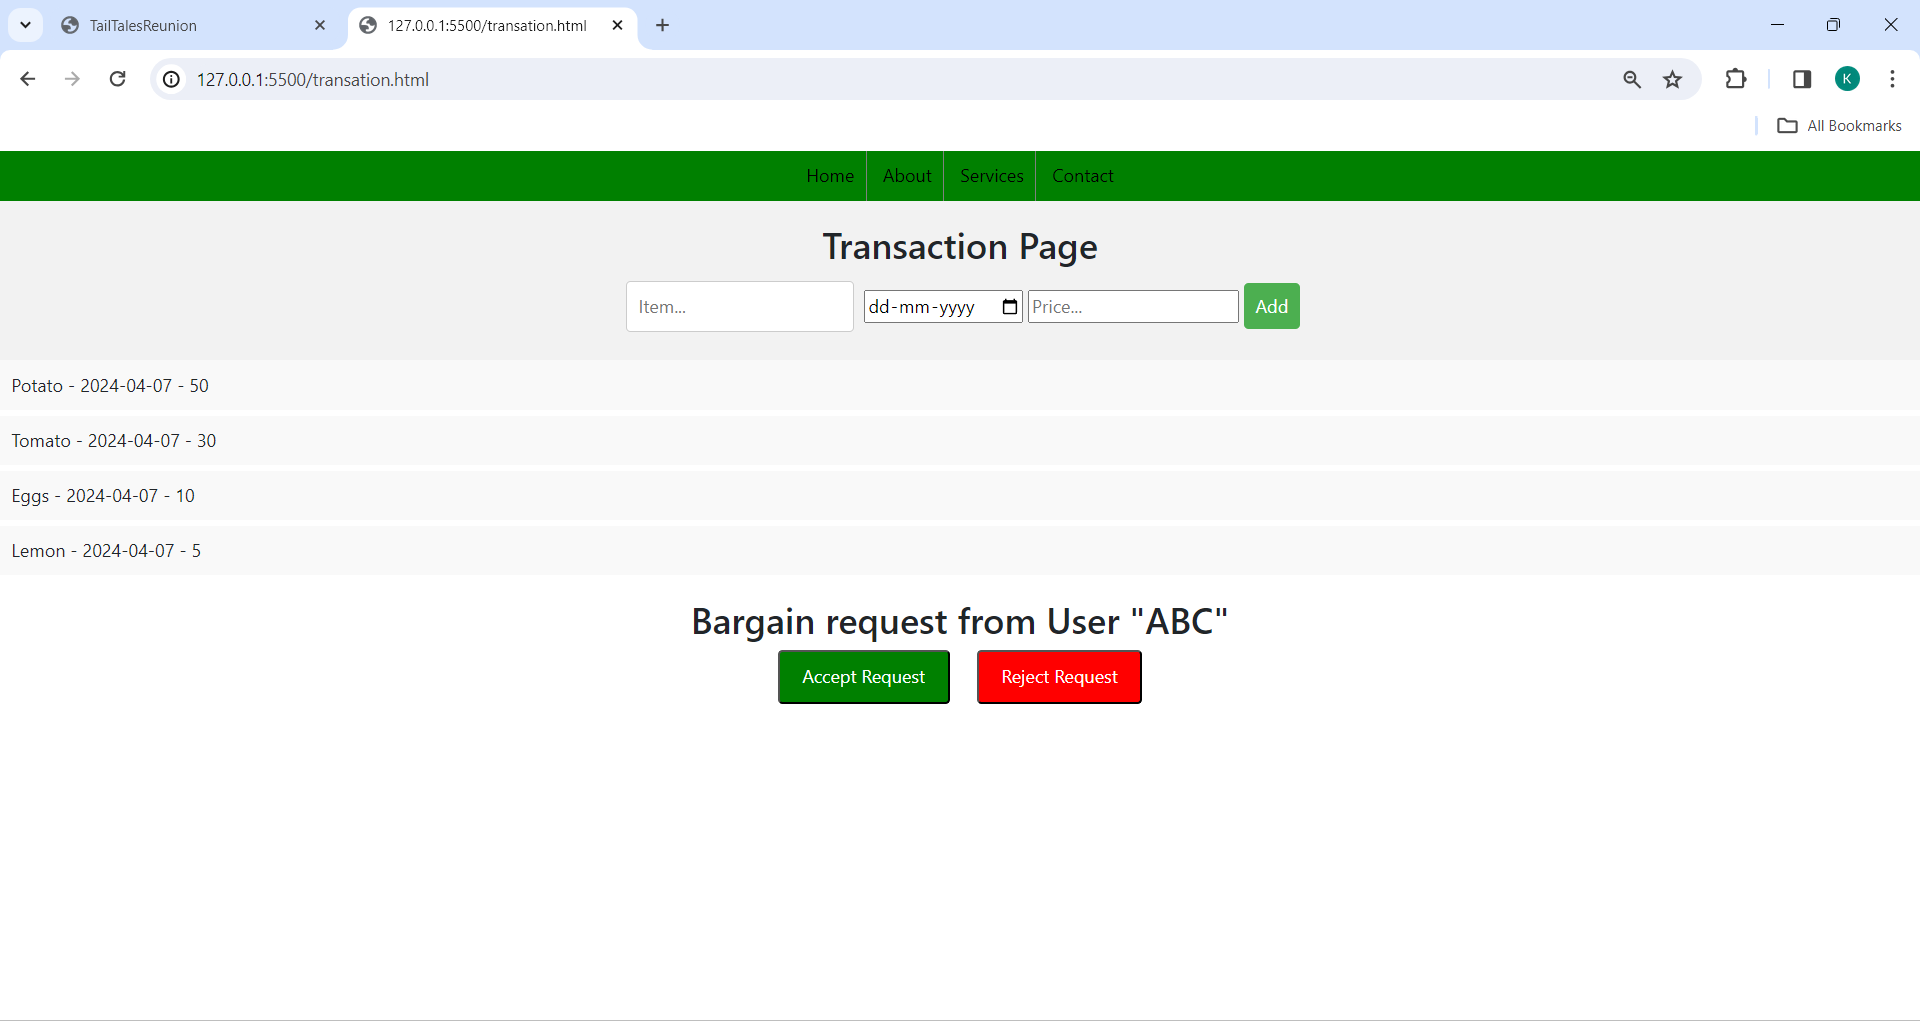 TailTalesReunion
127.0.0.1:5500/transation.html
127.0.0.1:5500/transation.html
K
All Bookmarks
Home About Services Contact
Transaction Page
Item... dd-mm-yyyy Price... Add
Potato - 2024-04-07 - 50
Tomato - 2024-04-07 - 30
Eggs - 2024-04-07 - 10
Lemon - 2024-04-07 - 5
Bargain request from User "ABC"
Accept Request Reject Request